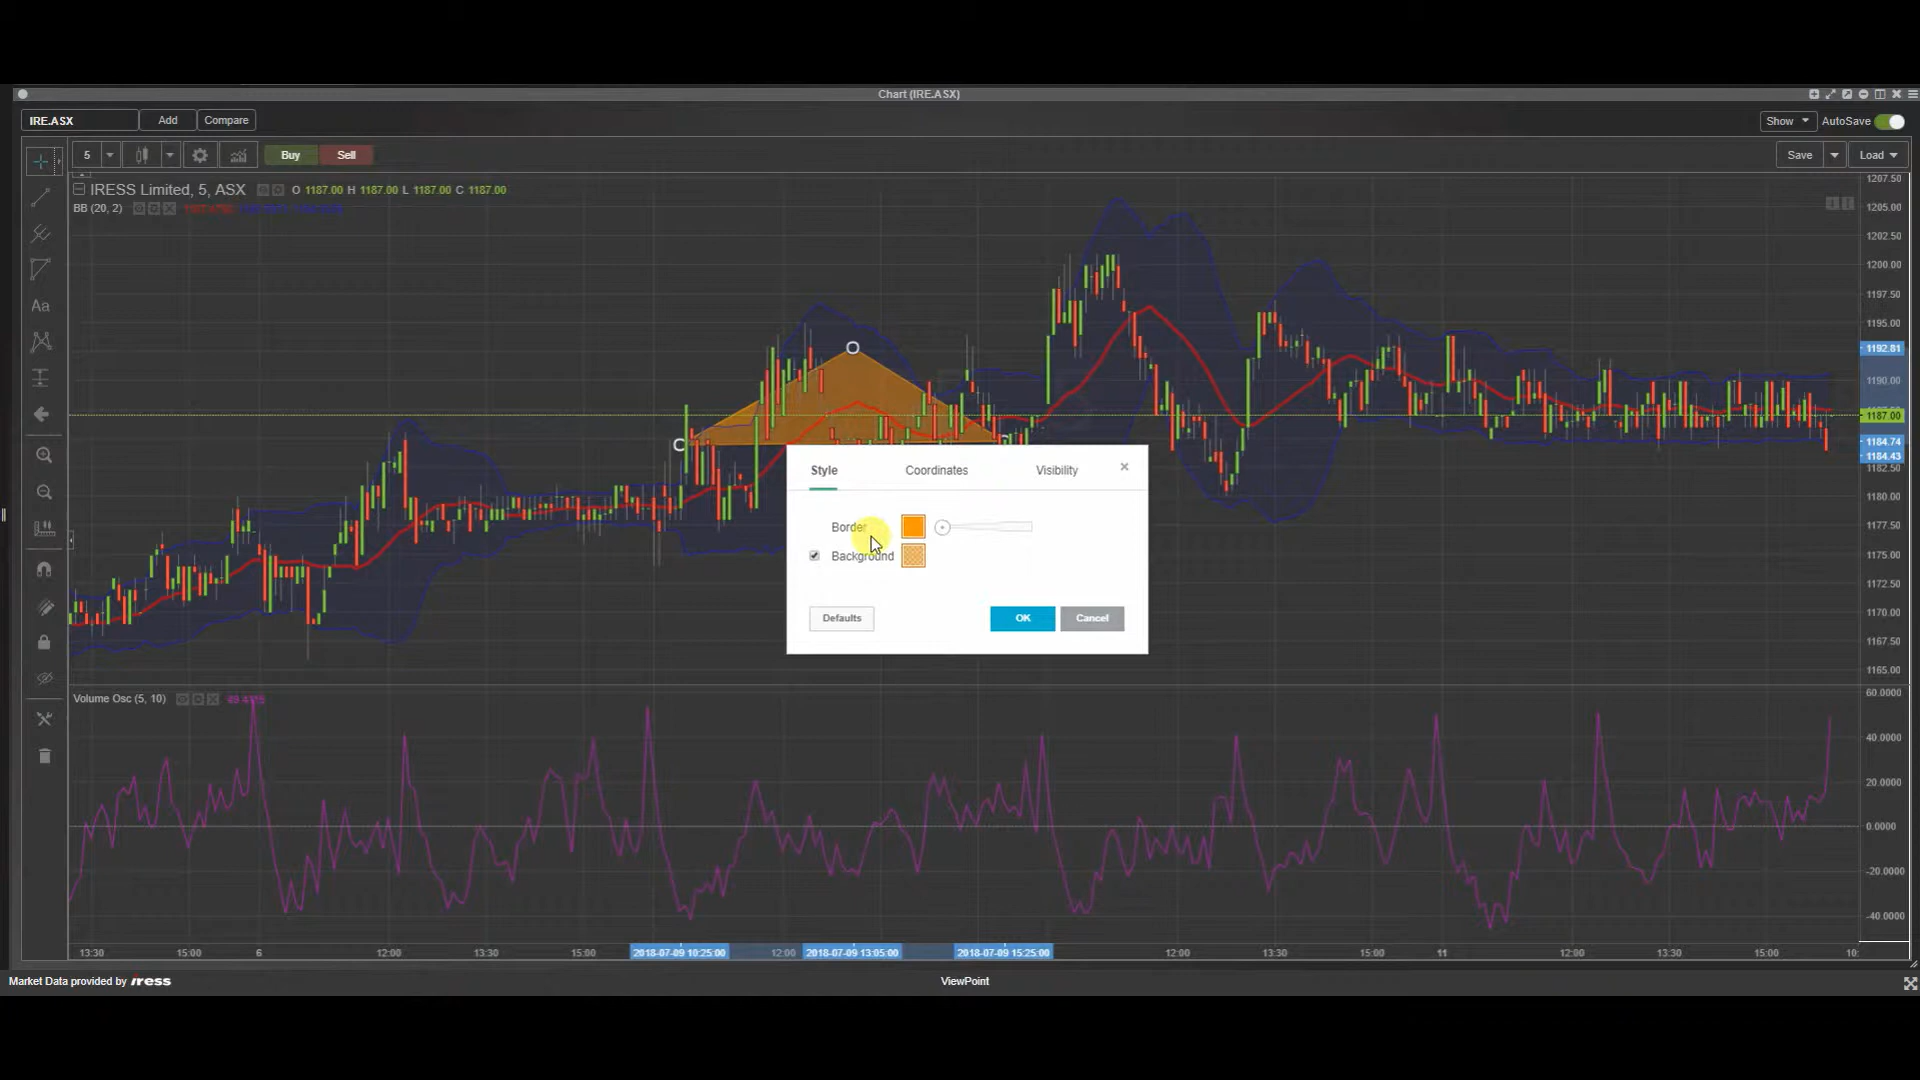 Chart (IRE.ASX)
IRE.ASX Add Compare Show AutoSave
5 Buy Sell Save Load
IRESS Limited, 5, ASX O 1187.00 H 1187.00 L 1187.00 C 1187.00
BB (20, 2)
Aa
1207.50
1205.00
1202.50
1200.00
1197.50
1195.00
1192.81
1190.00
1187.00
1184.74
1184.43
1182.50
1180.00
1177.50
1175.00
1172.50
1170.00
1167.50
1165.00
Style Coordinates Visibility
Border
Background
Defaults OK Cancel
Volume Osc (5, 10)
60.0000
40.0000
20.0000
0.0000
-20.0000
-40.0000
13:30 15:00 6 12:00 13:30 15:00 2018-07-09 10:25:00 12:00 2018-07-09 13:05:00 2018-07-09 15:25:00 12:00 13:30 15:00 11 12:00 13:30 15:00 10:
Market Data provided by iress
ViewPoint